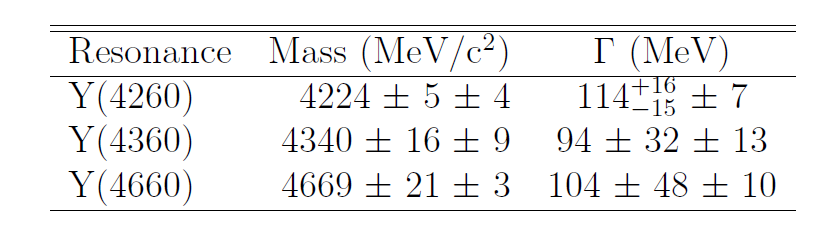 Resonance Mass (MeV/c²) Γ (MeV)
Y(4260) 4224 ± 5 ± 4 114⁺¹⁶₋₁₅ ± 7
Y(4360) 4340 ± 16 ± 9 94 ± 32 ± 13
Y(4660) 4669 ± 21 ± 3 104 ± 48 ± 10